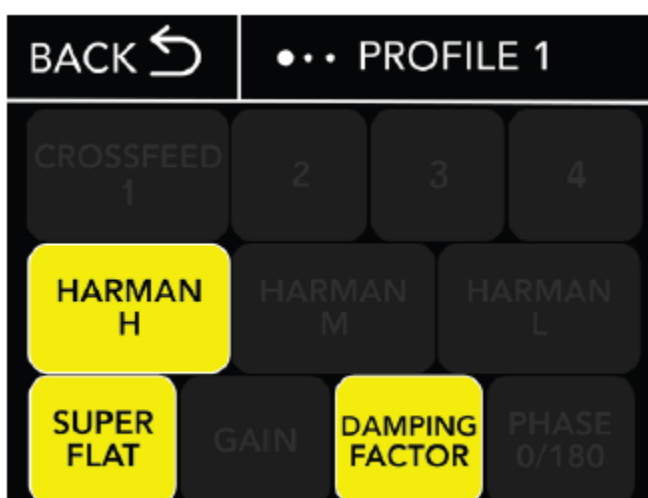 BACK PROFILE 1
CROSSFEED 2 3 4
1
HARMAN HARMAN HARMAN
H M L
SUPER GAIN DAMPING PHASE
FLAT FACTOR 0/180